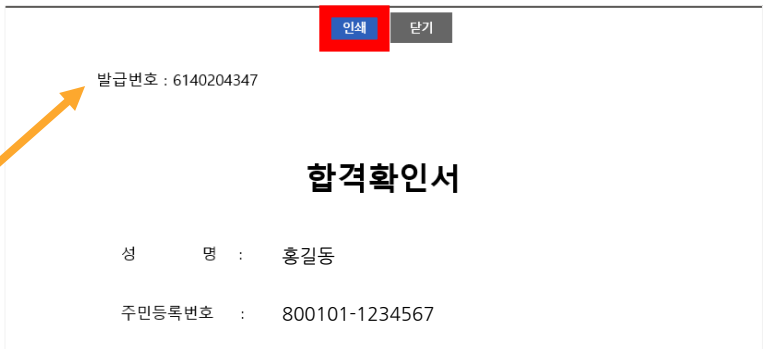 인쇄 닫기
발급번호 : 6140204347
합격확인서
성 명 : 홍길동
주민등록번호 : 800101-1234567